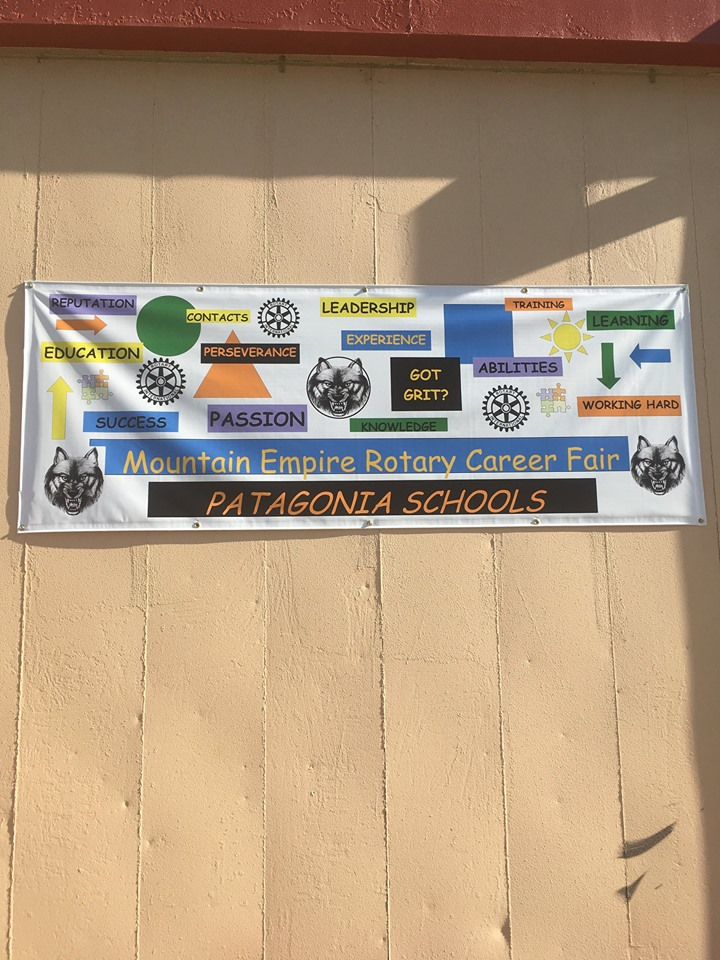 REPUTATION
CONTACTS
LEADERSHIP
TRAINING
LEARNING
EDUCATION
PERSEVERANCE
EXPERIENCE
GOT
GRIT?
ABILITIES
WORKING HARD
SUCCESS
PASSION
KNOWLEDGE
Mountain Empire Rotary Career Fair
PATAGONIA SCHOOLS